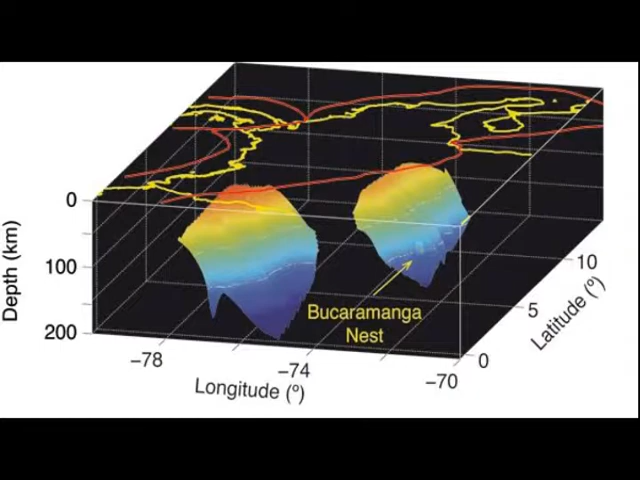 0
100
200
Depth (km)
Bucaramanga
Nest
−78
−74
−70
Longitude (º)
0
5
10
Latitude (º)